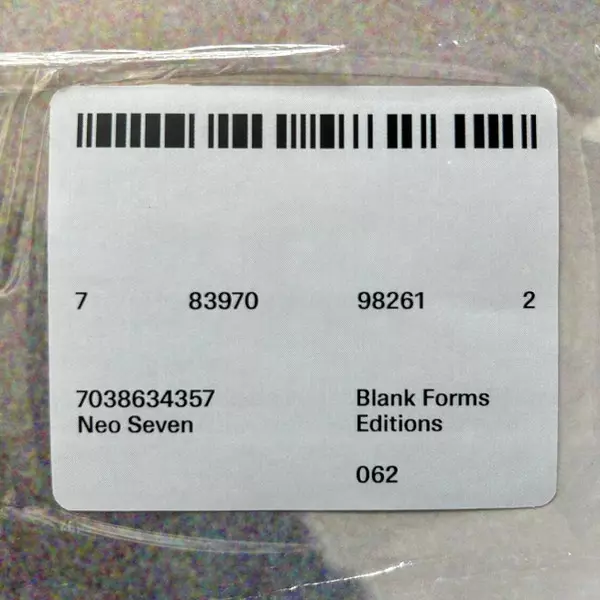 7 83970 98261 2
7038634357
Neo Seven
Blank Forms
Editions
062